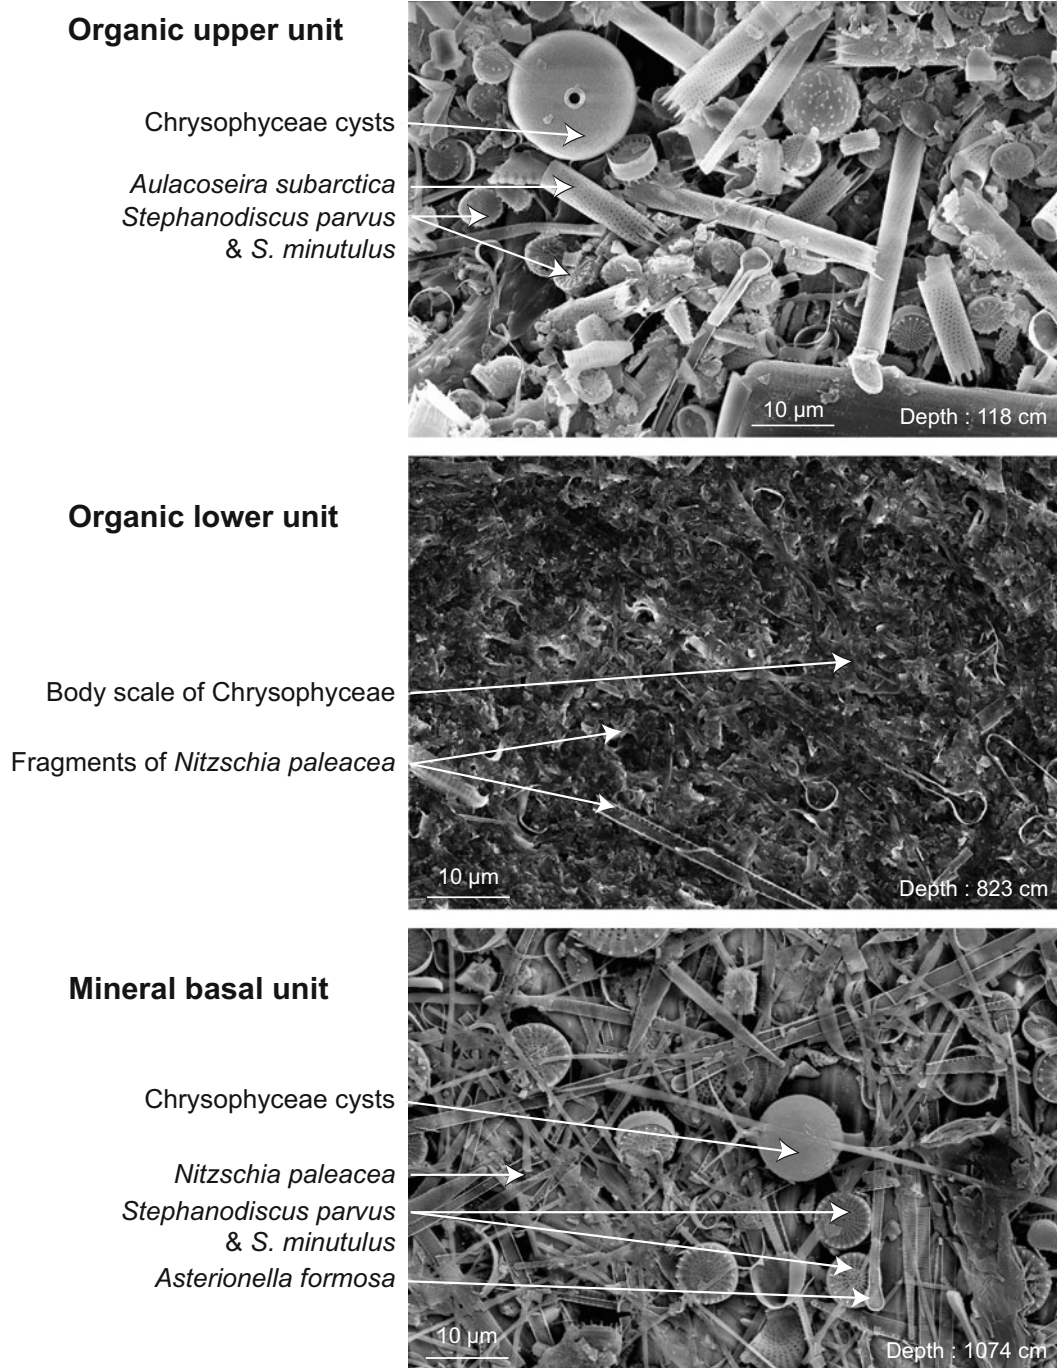 Organic upper unit
Chrysophyceae cysts
Aulacoseira subarctica
Stephanodiscus parvus
& S. minutulus
10 µm
Depth : 118 cm
Organic lower unit
Body scale of Chrysophyceae
Fragments of Nitzschia paleacea
10 µm
Depth : 823 cm
Mineral basal unit
Chrysophyceae cysts
Nitzschia paleacea
Stephanodiscus parvus
& S. minutulus
Asterionella formosa
10 µm
Depth : 1074 cm